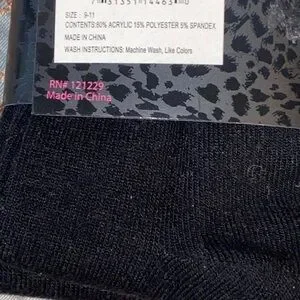 SIZE : 9-11
CONTENTS:80% ACRYLIC 15% POLYESTER 5% SPANDEX
MADE IN CHINA
WASH INSTRUCTIONS: Machine Wash, Like Colors
RN# 121229
Made in China